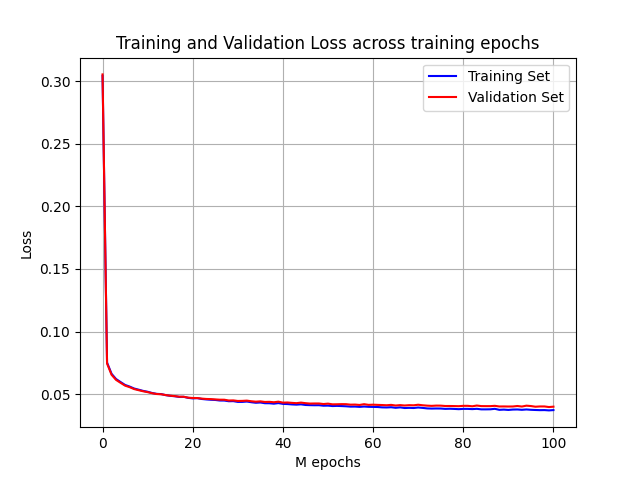 Training and Validation Loss across training epochs
Training Set
Validation Set
0.30
0.25
0.20
0.15
0.10
0.05
Loss
0
20
40
60
80
100
M epochs